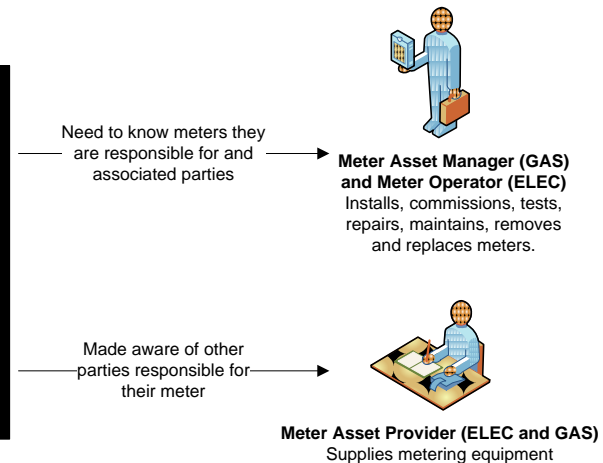 Need to know meters they
are responsible for and
associated parties
Meter Asset Manager (GAS)
and Meter Operator (ELEC)
Installs, commissions, tests,
repairs, maintains, removes
and replaces meters.
Made aware of other
parties responsible for
their meter
Meter Asset Provider (ELEC and GAS)
Supplies metering equipment